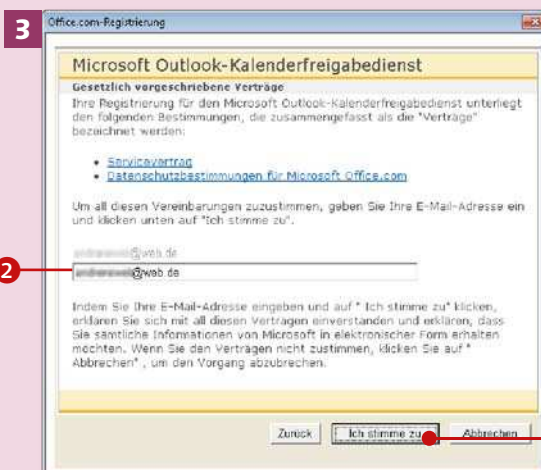 3
Office.com-Registrierung
Microsoft Outlook-Kalenderfreigabedienst
Gesetzlich vorgeschriebene Verträge
Ihre Registrierung für den Microsoft Outlook-Kalenderfreigabedienst unterliegt
den folgenden Bestimmungen, die zusammengefasst als die "Verträge"
bezeichnet werden:
• Servicevertrag
• Datenschutzbestimmungen für Microsoft Office.com
Um all diesen Vereinbarungen zuzustimmen, geben Sie Ihre E-Mail-Adresse ein
und klicken unten auf "Ich stimme zu".
@web.de
2
@web.de
Indem Sie Ihre E-Mail-Adresse eingeben und auf " Ich stimme zu" klicken,
erklären Sie sich mit all diesen Verträgen einverstanden und erklären, dass
Sie sämtliche Informationen von Microsoft in elektronischer Form erhalten
möchten. Wenn Sie den Verträgen nicht zustimmen, klicken Sie auf "
Abbrechen" , um den Vorgang abzubrechen.
Zurück Ich stimme zu Abbrechen